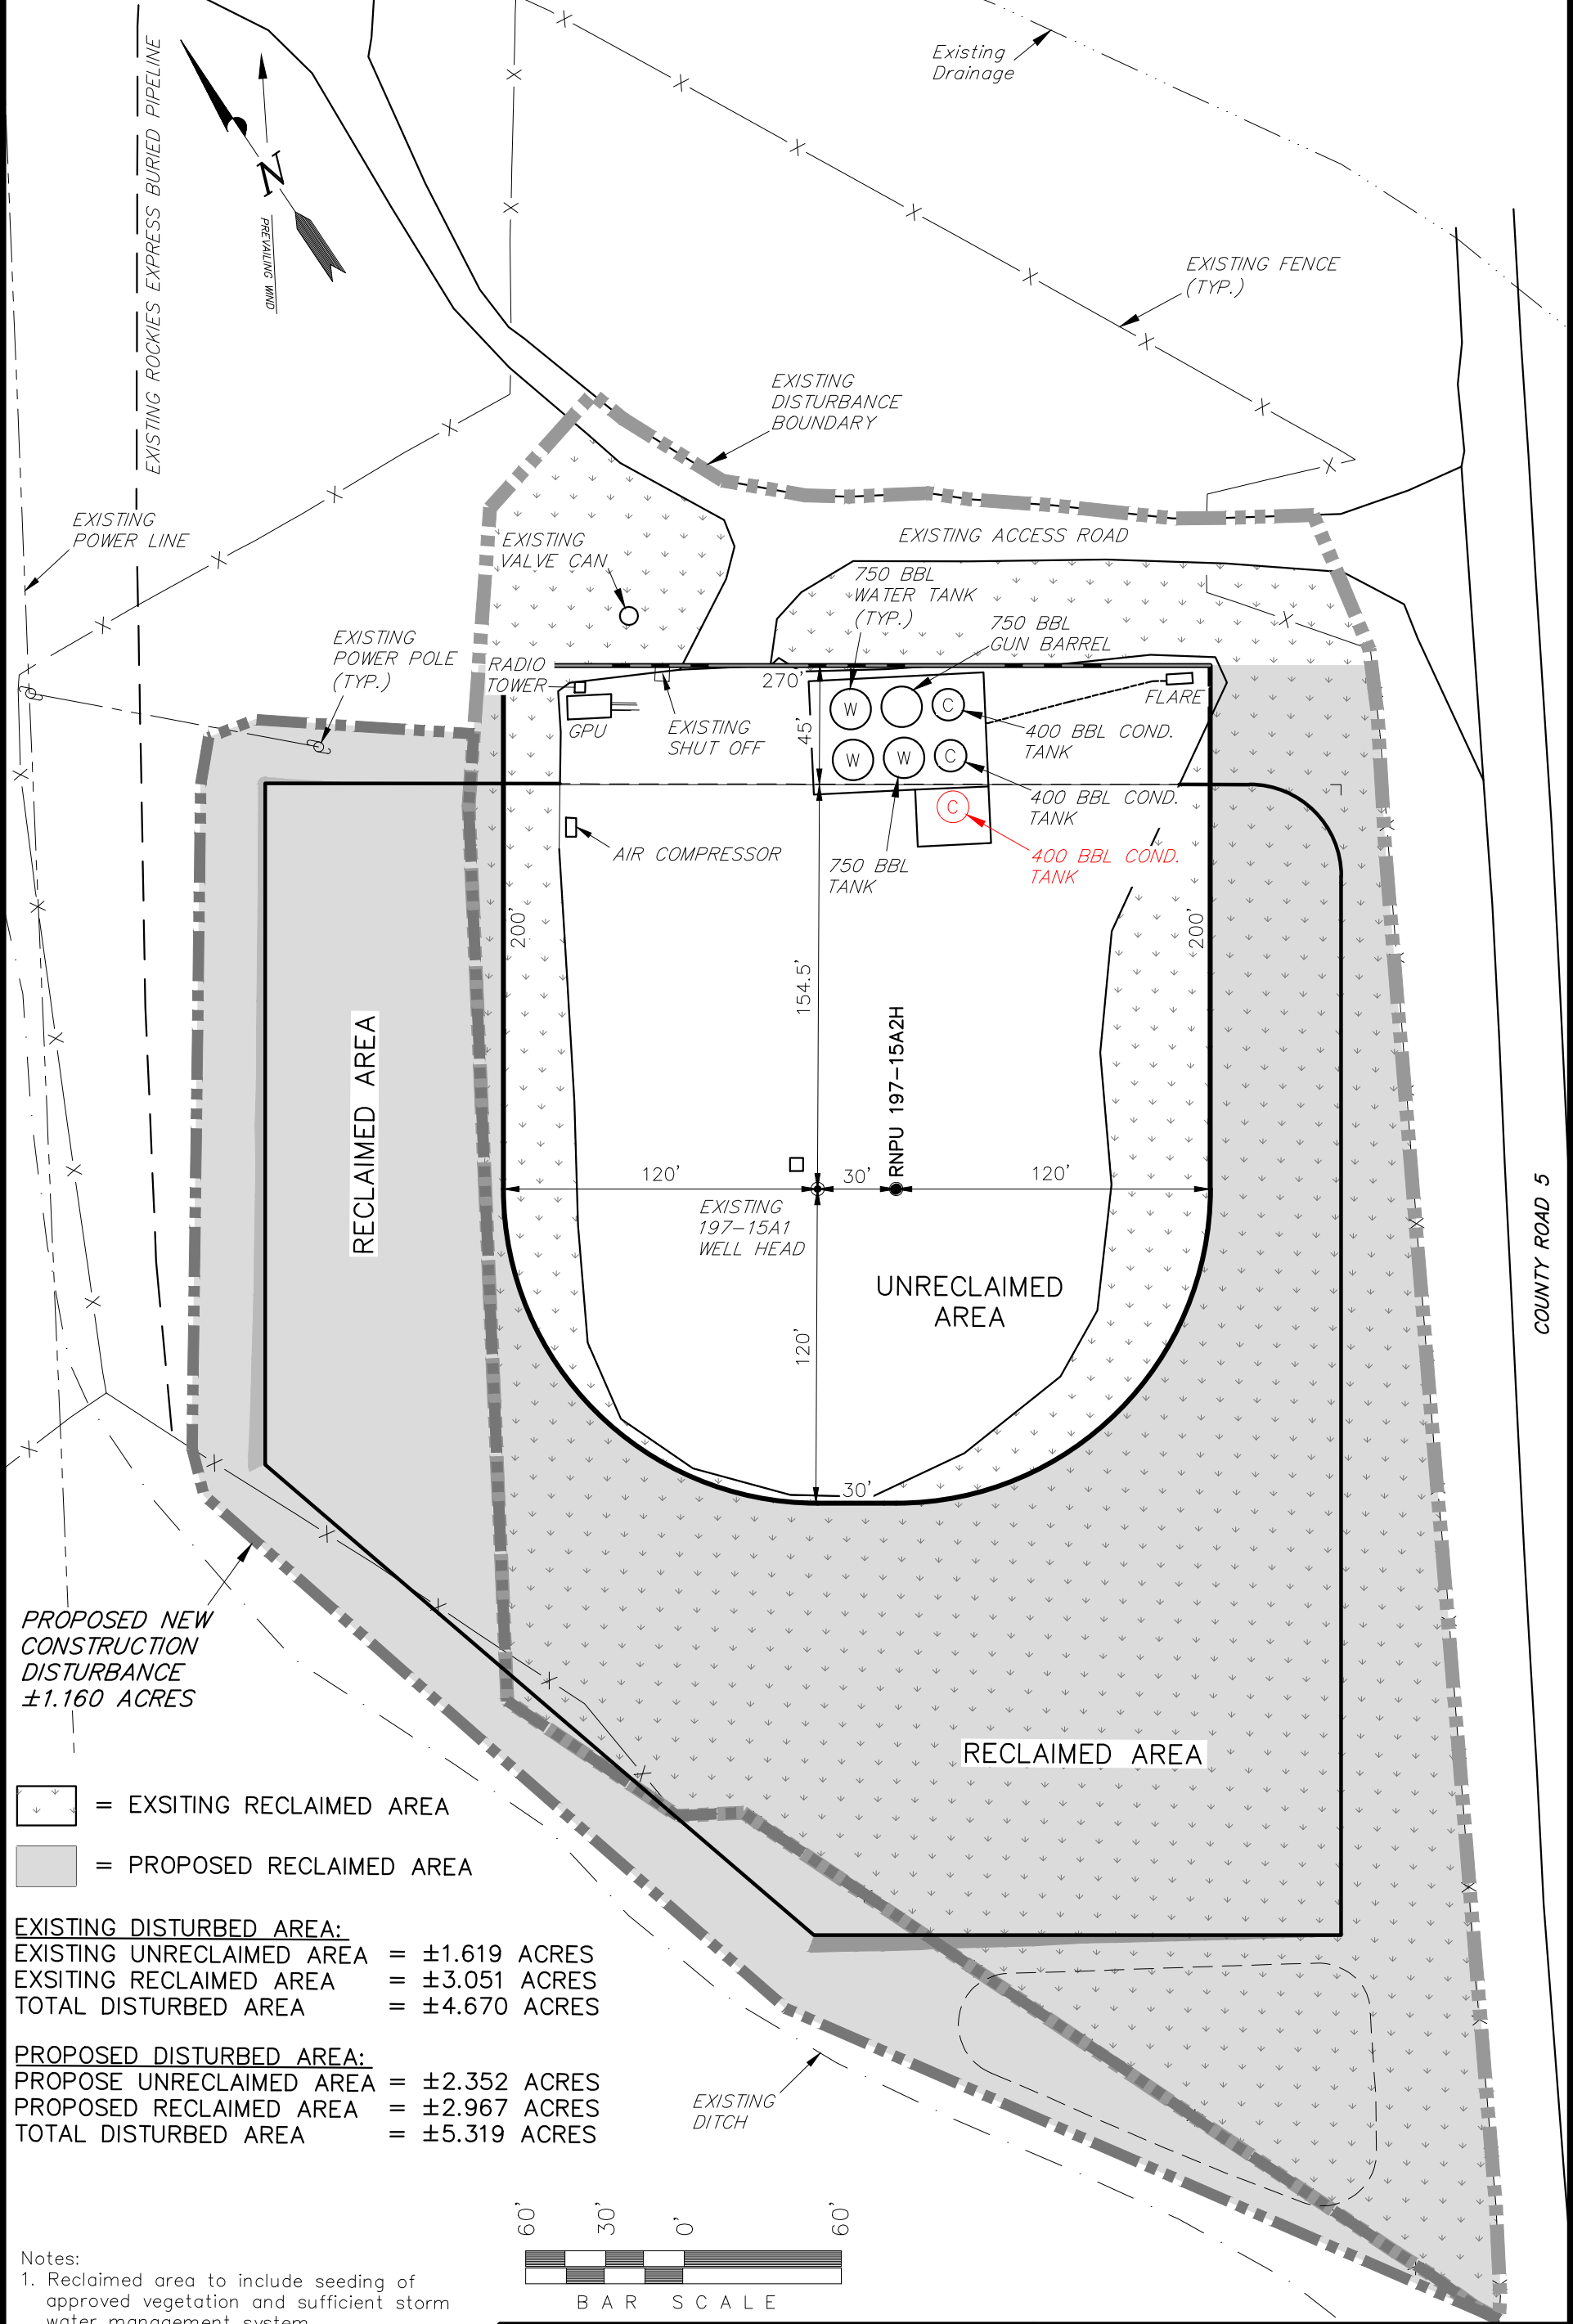 Existing
Drainage
EXISTING ROCKIES EXPRESS BURIED PIPELINE
N
PREVAILING WIND
EXISTING FENCE
(TYP.)
EXISTING
DISTURBANCE
BOUNDARY
EXISTING
POWER LINE
EXISTING
VALVE CAN
EXISTING ACCESS ROAD
750 BBL
WATER TANK
(TYP.)
750 BBL
GUN BARREL
EXISTING
POWER POLE
(TYP.)
RADIO
TOWER
GPU
EXISTING
SHUT OFF
270'
45'
W
C
W
W
C
C
FLARE
400 BBL COND.
TANK
400 BBL COND.
TANK
400 BBL COND.
TANK
AIR COMPRESSOR
750 BBL
TANK
200'
200'
154.5'
RNPU 197-15A2H
RECLAIMED AREA
120'
30'
120'
EXISTING
197-15A1
WELL HEAD
COUNTY ROAD 5
UNRECLAIMED
AREA
120'
30'
PROPOSED NEW
CONSTRUCTION
DISTURBANCE
±1.160 ACRES
RECLAIMED AREA
= EXSITING RECLAIMED AREA
= PROPOSED RECLAIMED AREA
EXISTING DISTURBED AREA:
EXISTING UNRECLAIMED AREA = ±1.619 ACRES
EXSITING RECLAIMED AREA = ±3.051 ACRES
TOTAL DISTURBED AREA = ±4.670 ACRES
PROPOSED DISTURBED AREA:
PROPOSE UNRECLAIMED AREA = ±2.352 ACRES
PROPOSED RECLAIMED AREA = ±2.967 ACRES
TOTAL DISTURBED AREA = ±5.319 ACRES
EXISTING
DITCH
60'
30'
0'
60'
BAR SCALE
Notes:
1. Reclaimed area to include seeding of
approved vegetation and sufficient storm
water management system